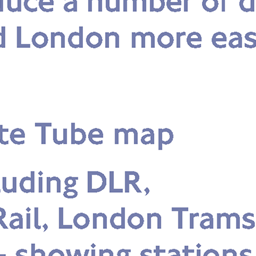 duce a number of d
d London more eas
te Tube map
uding DLR,
Rail, London Trams
- showing stations